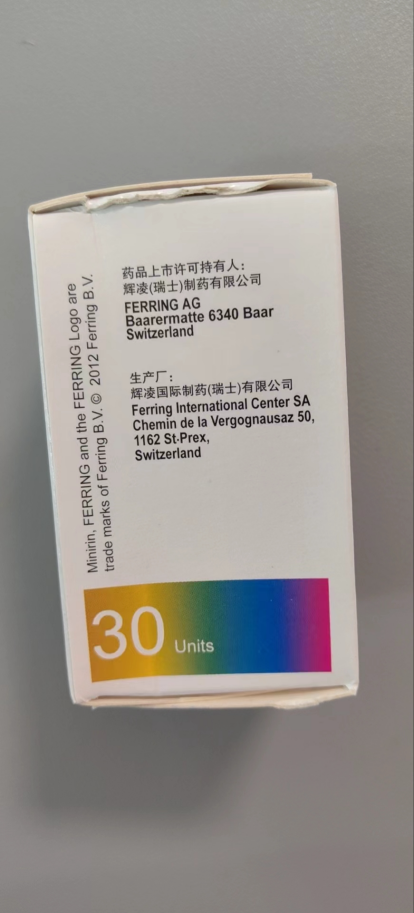 药品上市许可持有人：
辉凌(瑞士)制药有限公司
FERRING AG
Baarermatte 6340 Baar
Switzerland
生产厂：
辉凌国际制药(瑞士)有限公司
Ferring International Center SA
Chemin de la Vergognausaz 50,
1162 St-Prex,
Switzerland
Minirin, FERRING and the FERRING Logo are
trade marks of Ferring B.V. © 2012 Ferring B.V.
30 Units